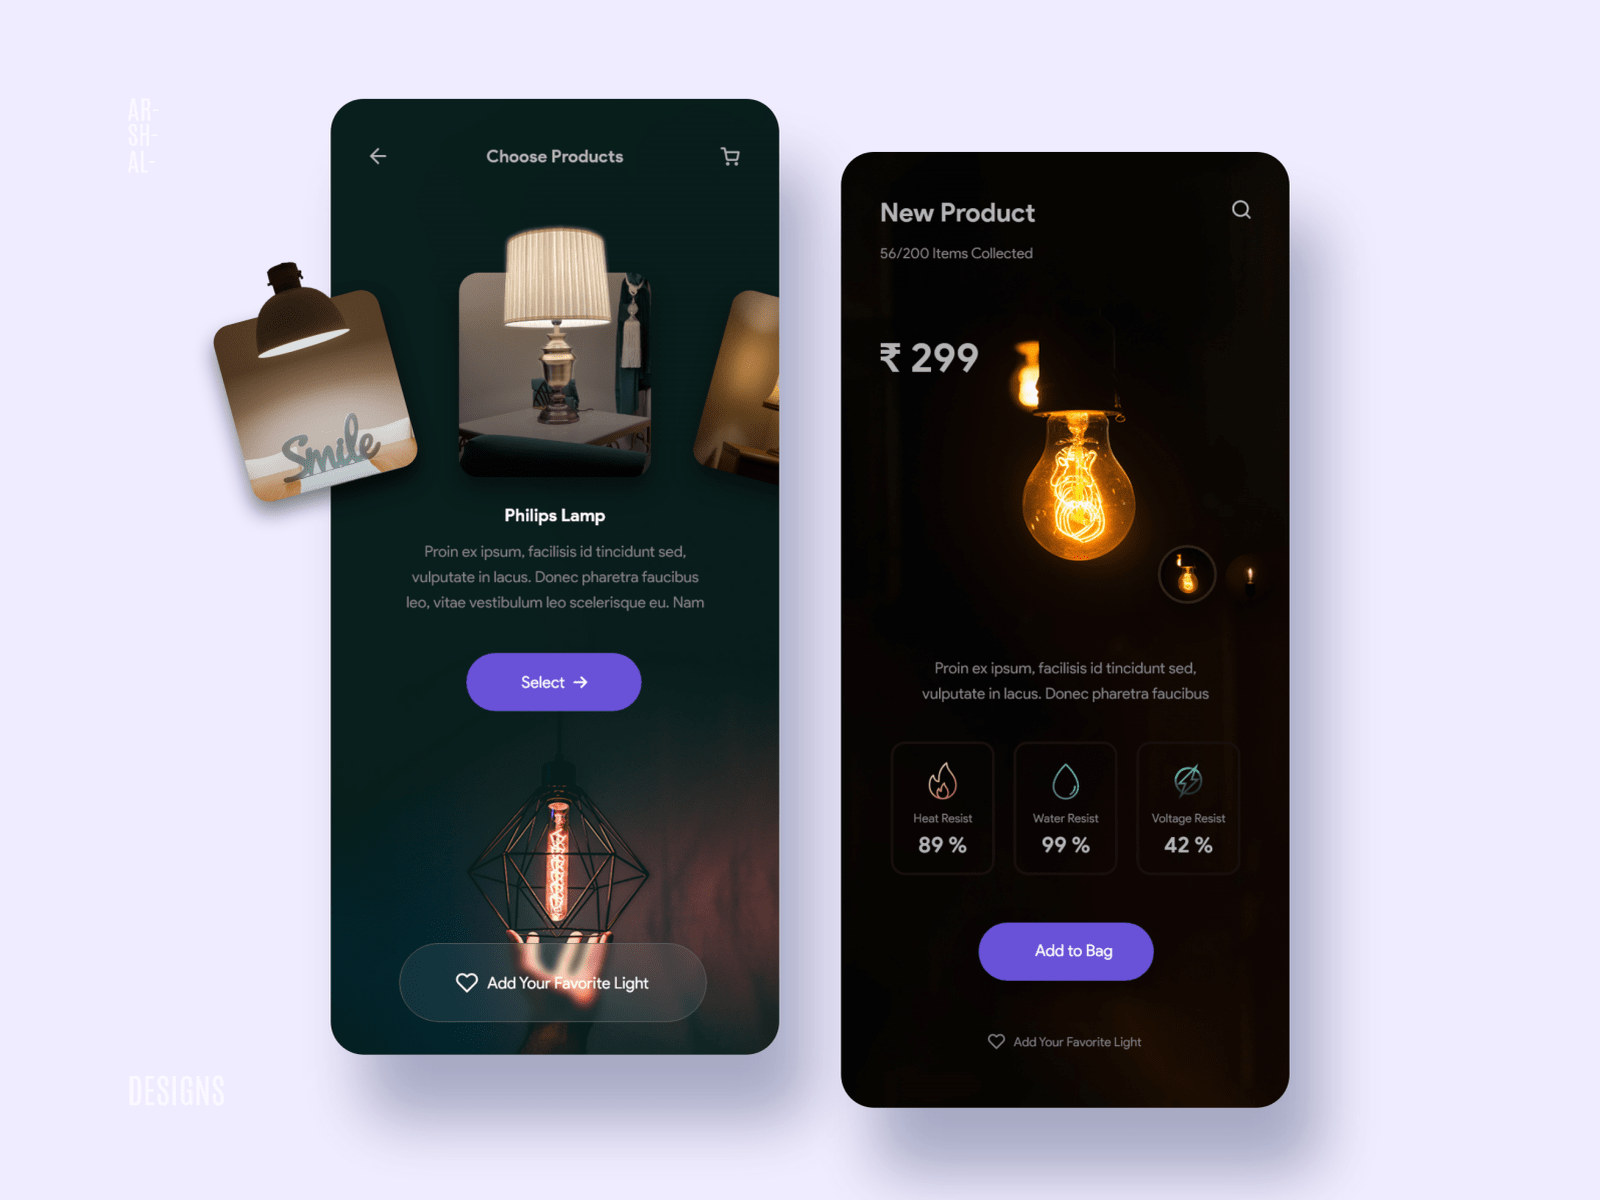 AR-
SH-
AL-
Choose Products
Smile
Philips Lamp
Proin ex ipsum, facilisis id tincidunt sed,
vulputate in lacus. Donec pharetra faucibus
leo, vitae vestibulum leo scelerisque eu. Nam
Select
Add Your Favorite Light
New Product
56/200 Items Collected
₹ 299
Proin ex ipsum, facilisis id tincidunt sed,
vulputate in lacus. Donec pharetra faucibus
Heat Resist
89 %
Water Resist
99 %
Voltage Resist
42 %
Add to Bag
Add Your Favorite Light
DESIGNS